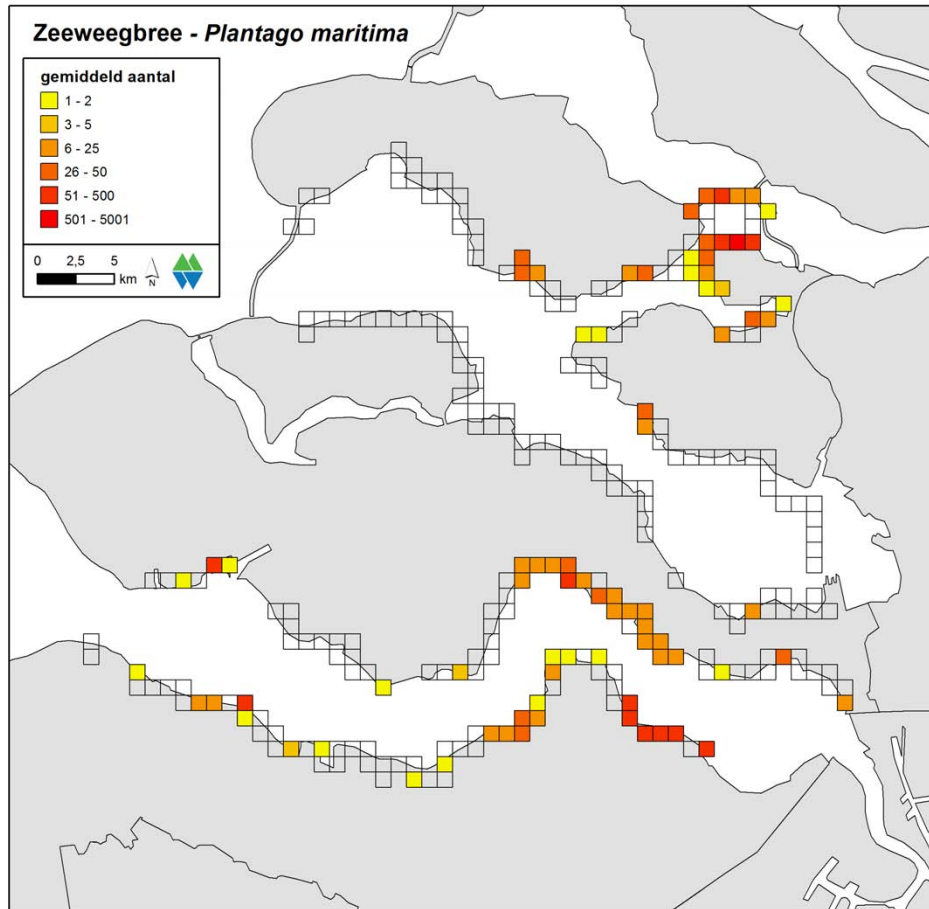 Zeeweegbree - Plantago maritima
gemiddeld aantal
1 - 2
3 - 5
6 - 25
26 - 50
51 - 500
501 - 5001
0 2,5 5
km
N